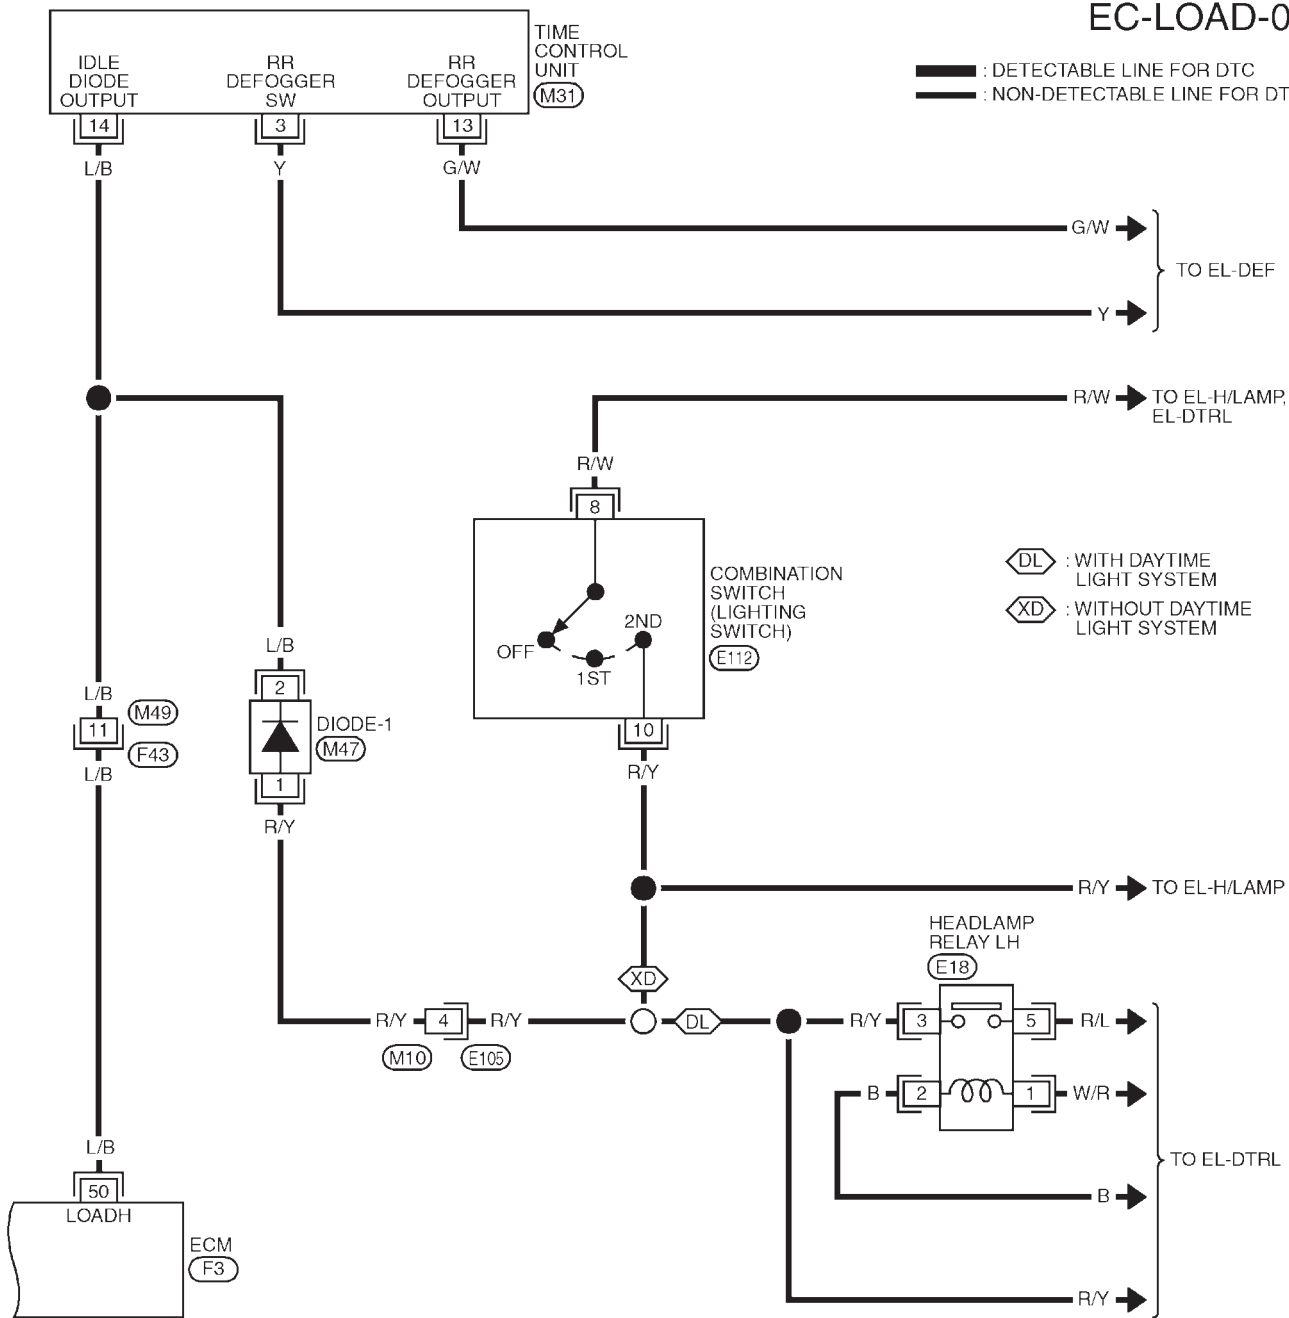 EC-LOAD-0
TIME
CONTROL
UNIT
M31
IDLE
DIODE
OUTPUT
RR
DEFOGGER
SW
RR
DEFOGGER
OUTPUT
14
3
13
: DETECTABLE LINE FOR DTC
: NON-DETECTABLE LINE FOR DT
L/B
Y
G/W
G/W
TO EL-DEF
Y
R/W
TO EL-H/LAMP,
EL-DTRL
R/W
8
DL : WITH DAYTIME
LIGHT SYSTEM
XD : WITHOUT DAYTIME
LIGHT SYSTEM
COMBINATION
SWITCH
(LIGHTING
SWITCH)
E112
OFF
1ST
2ND
10
R/Y
L/B
2
DIODE-1
M47
1
R/Y
L/B
M49
11
F43
L/B
R/Y
TO EL-H/LAMP
HEADLAMP
RELAY LH
E18
XD
R/Y
4
R/Y
M10
E105
DL
R/Y
3
5
R/L
B
2
1
W/R
TO EL-DTRL
B
R/Y
L/B
50
LOADH
ECM
F3